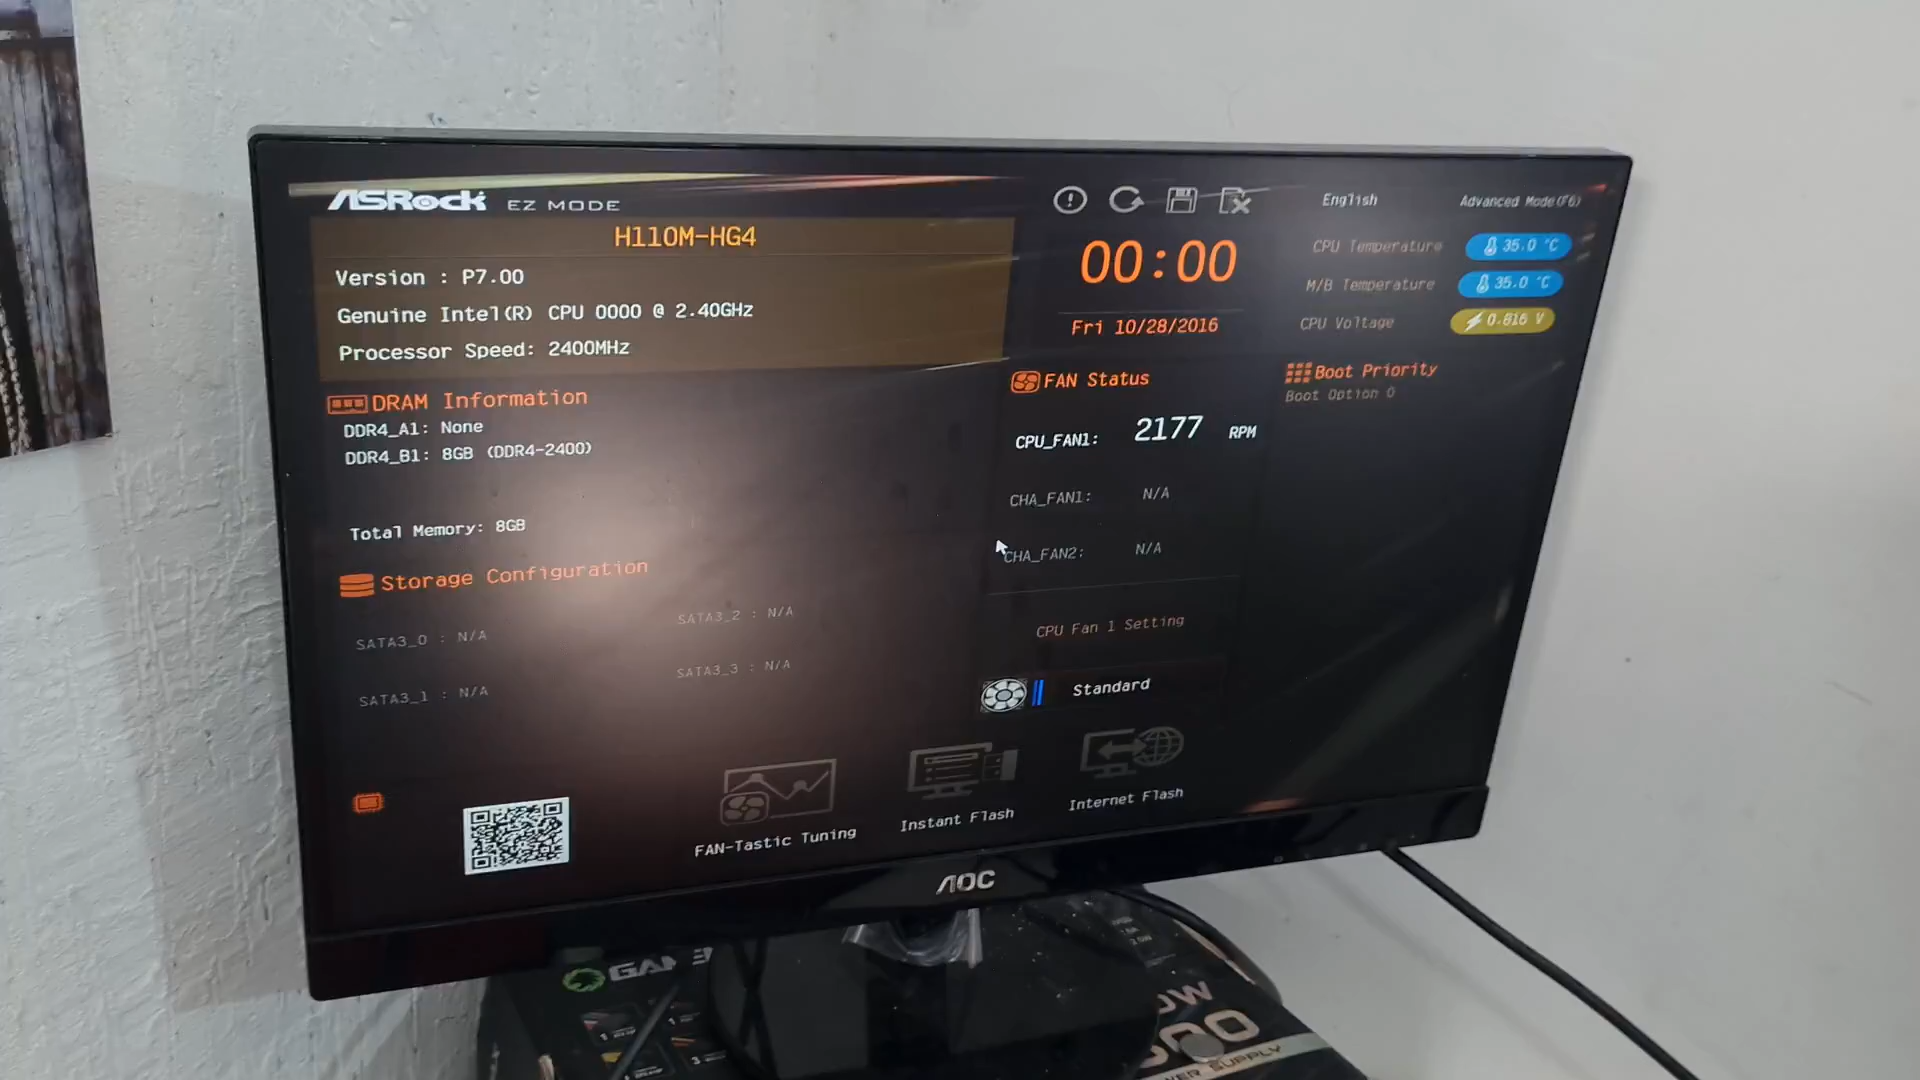 ASRock EZ MODE
English
Advanced Mode(F6)
H110M-HG4
Version : P7.00
Genuine Intel(R) CPU 0000 @ 2.40GHz
Processor Speed: 2400MHz
00:00
Fri 10/28/2016
CPU Temperature 35.0 °C
M/B Temperature 35.0 °C
CPU Voltage 0.816 V
DRAM Information
DDR4_A1: None
DDR4_B1: 8GB (DDR4-2400)
Total Memory: 8GB
Storage Configuration
SATA3_0 : N/A
SATA3_2 : N/A
SATA3_1 : N/A
SATA3_3 : N/A
FAN Status
CPU_FAN1: 2177 RPM
CHA_FAN1: N/A
CHA_FAN2: N/A
CPU Fan 1 Setting
Standard
Boot Priority
Boot Option 0
FAN-Tastic Tuning
Instant Flash
Internet Flash
AOC